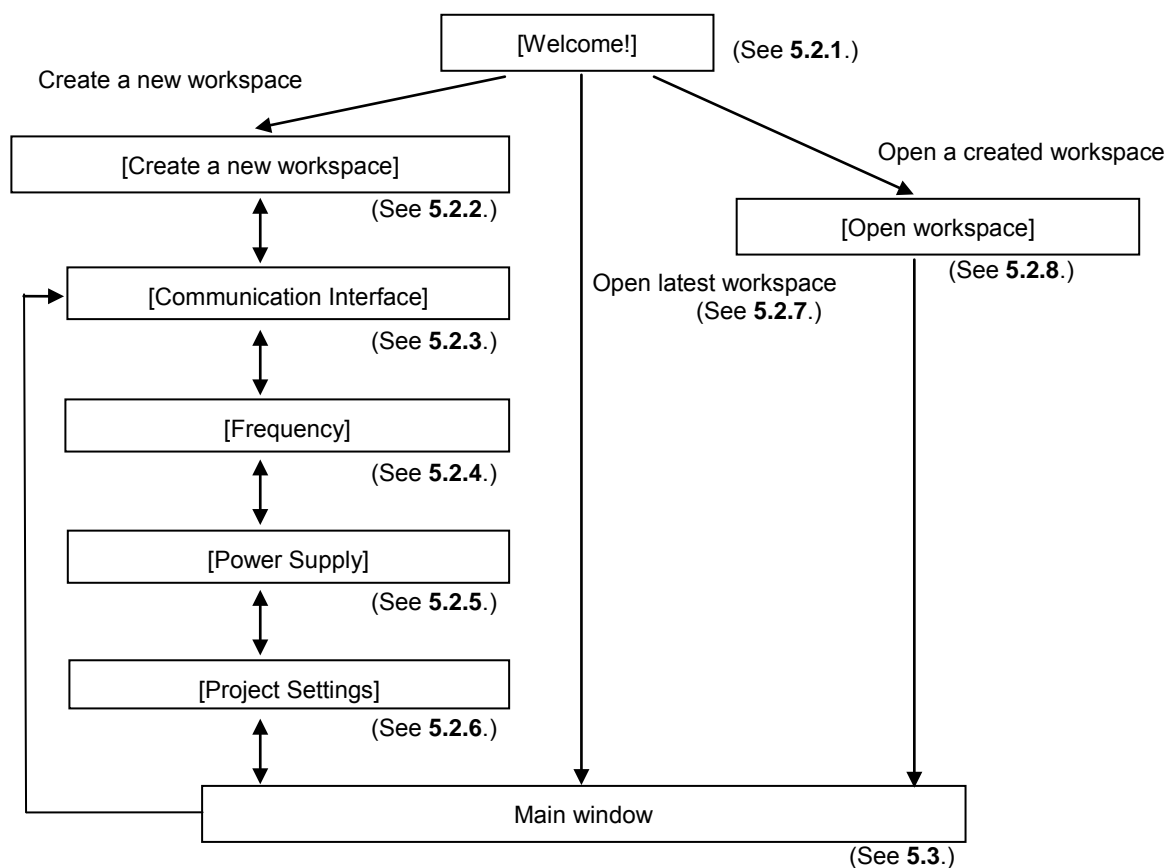 [Welcome!]
(See 5.2.1.)
Create a new workspace
[Create a new workspace]
(See 5.2.2.)
Open a created workspace
[Open workspace]
(See 5.2.8.)
Open latest workspace
(See 5.2.7.)
[Communication Interface]
(See 5.2.3.)
[Frequency]
(See 5.2.4.)
[Power Supply]
(See 5.2.5.)
[Project Settings]
(See 5.2.6.)
Main window
(See 5.3.)